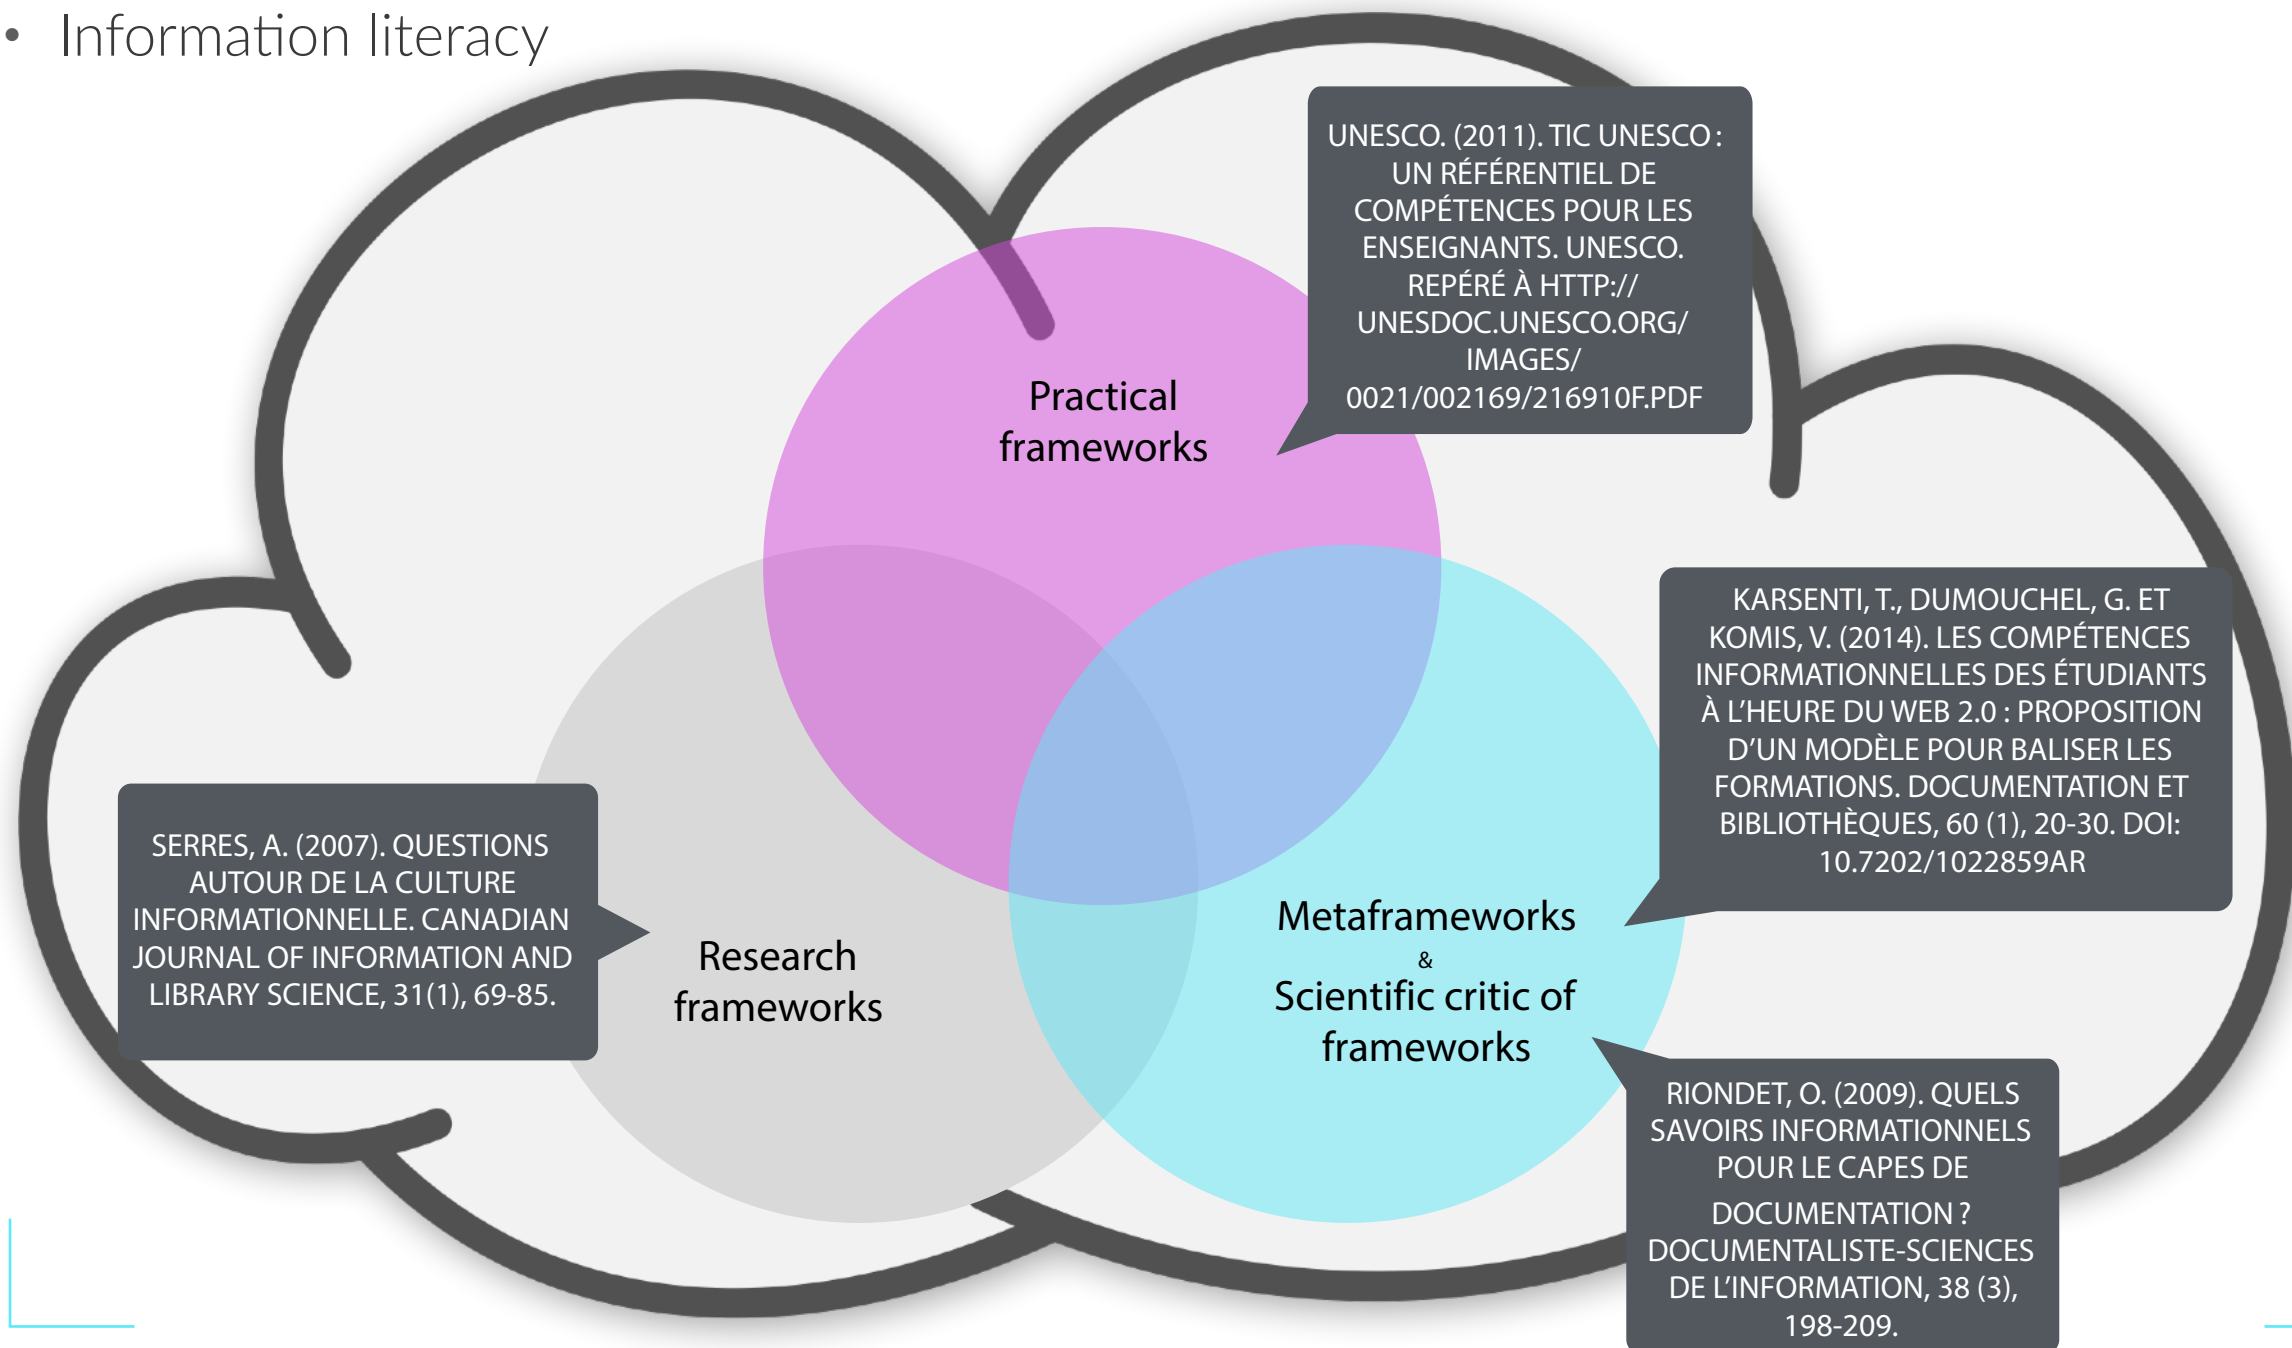 • Information literacy
UNESCO. (2011). TIC UNESCO :
UN RÉFÉRENTIEL DE
COMPÉTENCES POUR LES
ENSEIGNANTS. UNESCO.
REPÉRÉ À HTTP://
UNESDOC.UNESCO.ORG/
IMAGES/
0021/002169/216910F.PDF
Practical
frameworks
KARSENTI, T., DUMOUCHEL, G. ET
KOMIS, V. (2014). LES COMPÉTENCES
INFORMATIONNELLES DES ÉTUDIANTS
À L’HEURE DU WEB 2.0 : PROPOSITION
D’UN MODÈLE POUR BALISER LES
FORMATIONS. DOCUMENTATION ET
BIBLIOTHÈQUES, 60 (1), 20-30. DOI:
10.7202/1022859AR
SERRES, A. (2007). QUESTIONS
AUTOUR DE LA CULTURE
INFORMATIONNELLE. CANADIAN
JOURNAL OF INFORMATION AND
LIBRARY SCIENCE, 31(1), 69-85.
Research
frameworks
Metaframeworks
&
Scientific critic of
frameworks
RIONDET, O. (2009). QUELS
SAVOIRS INFORMATIONNELS
POUR LE CAPES DE
DOCUMENTATION ?
DOCUMENTALISTE-SCIENCES
DE L’INFORMATION, 38 (3),
198-209.